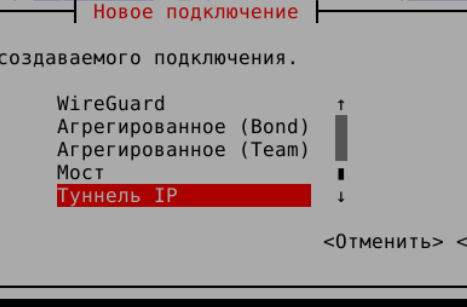 Новое подключение
создаваемого подключения.
WireGuard ↑
Агрегированное (Bond)
Агрегированное (Team)
Мост
Туннель IP ↓
<Отменить> <